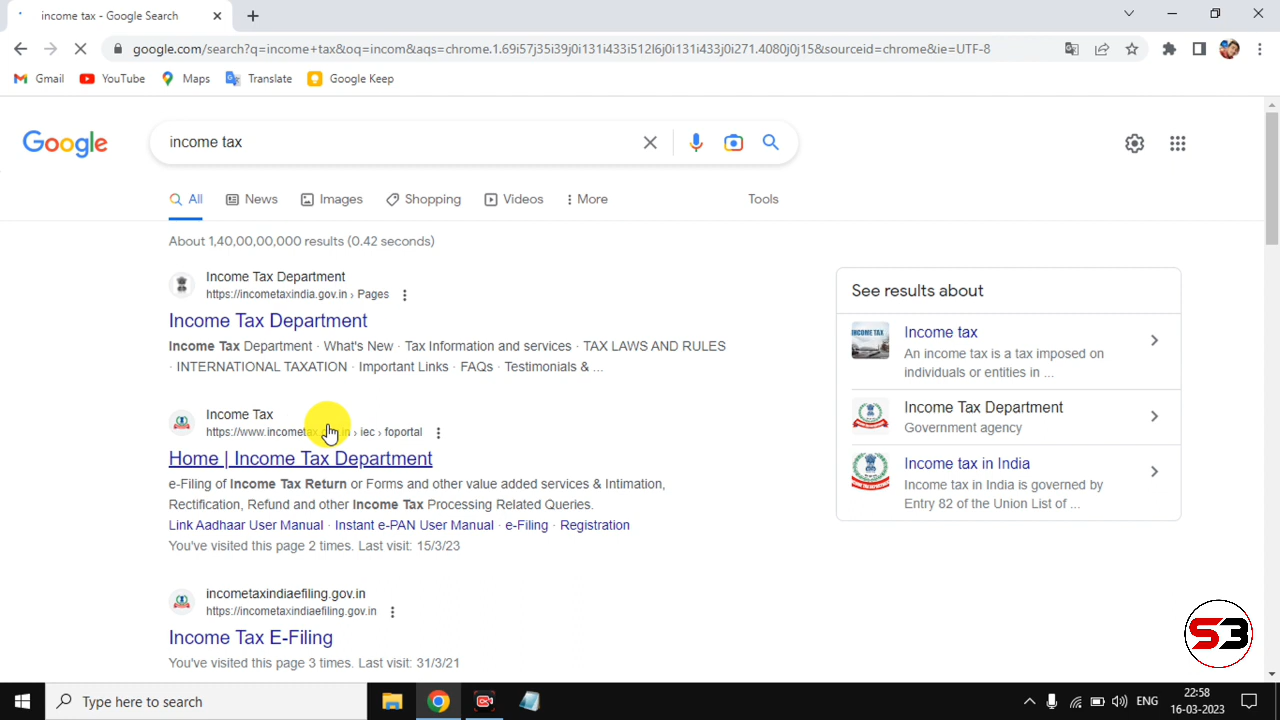 income tax - Google Search
google.com/search?q=income+tax&oq=incom&aqs=chrome.1.69i57j35i39j0i131i433i512l6j0i131i433j0i271.4080j0j15&sourceid=chrome&ie=UTF-8
Gmail YouTube Maps Translate Google Keep
Google income tax
All News Images Shopping Videos More Tools
About 1,40,00,00,000 results (0.42 seconds)
Income Tax Department
https://incometaxindia.gov.in › Pages
Income Tax Department
Income Tax Department · What's New · Tax Information and services · TAX LAWS AND RULES
· INTERNATIONAL TAXATION · Important Links · FAQs · Testimonials & ...
Income Tax
https://www.incometax in › iec › foportal
Home | Income Tax Department
e-Filing of Income Tax Return or Forms and other value added services & Intimation,
Rectification, Refund and other Income Tax Processing Related Queries.
Link Aadhaar User Manual · Instant e-PAN User Manual · e-Filing · Registration
You've visited this page 2 times. Last visit: 15/3/23
incometaxindiaefiling.gov.in
https://incometaxindiaefiling.gov.in
Income Tax E-Filing
You've visited this page 3 times. Last visit: 31/3/21
See results about
INCOME TAX
Income tax
An income tax is a tax imposed on
individuals or entities in ...
Income Tax Department
Government agency
Income tax in India
Income tax in India is governed by
Entry 82 of the Union List of ...
S3
Type here to search
ENG
22:58
16-03-2023